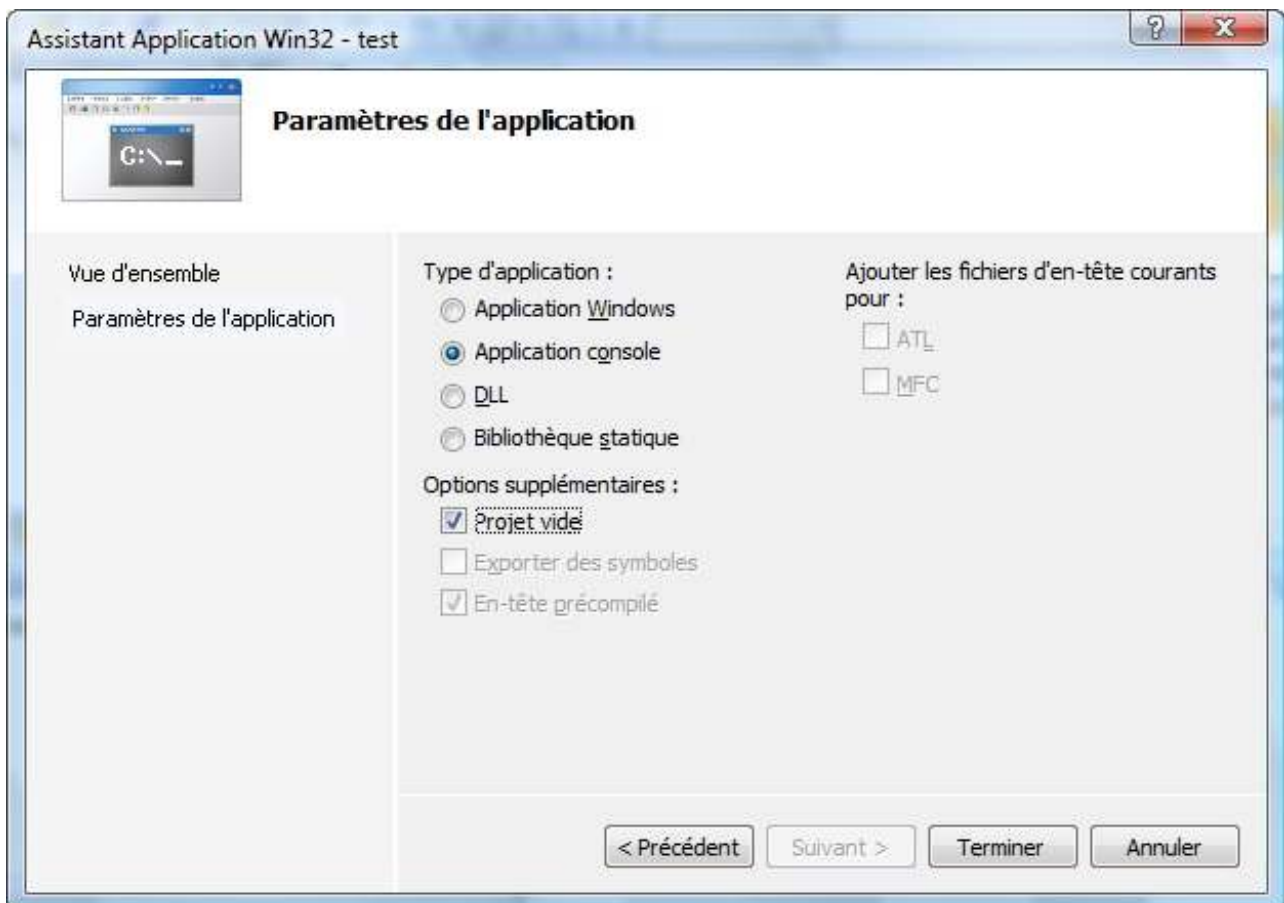 Assistant Application Win32 - test
C:\_
Paramètres de l'application
Vue d'ensemble
Paramètres de l'application
Type d'application :
Application Windows
Application console
DLL
Bibliothèque statique
Options supplémentaires :
Projet vide
Exporter des symboles
En-tête précompilé
Ajouter les fichiers d'en-tête courants
pour :
ATL
MFC
< Précédent
Suivant >
Terminer
Annuler